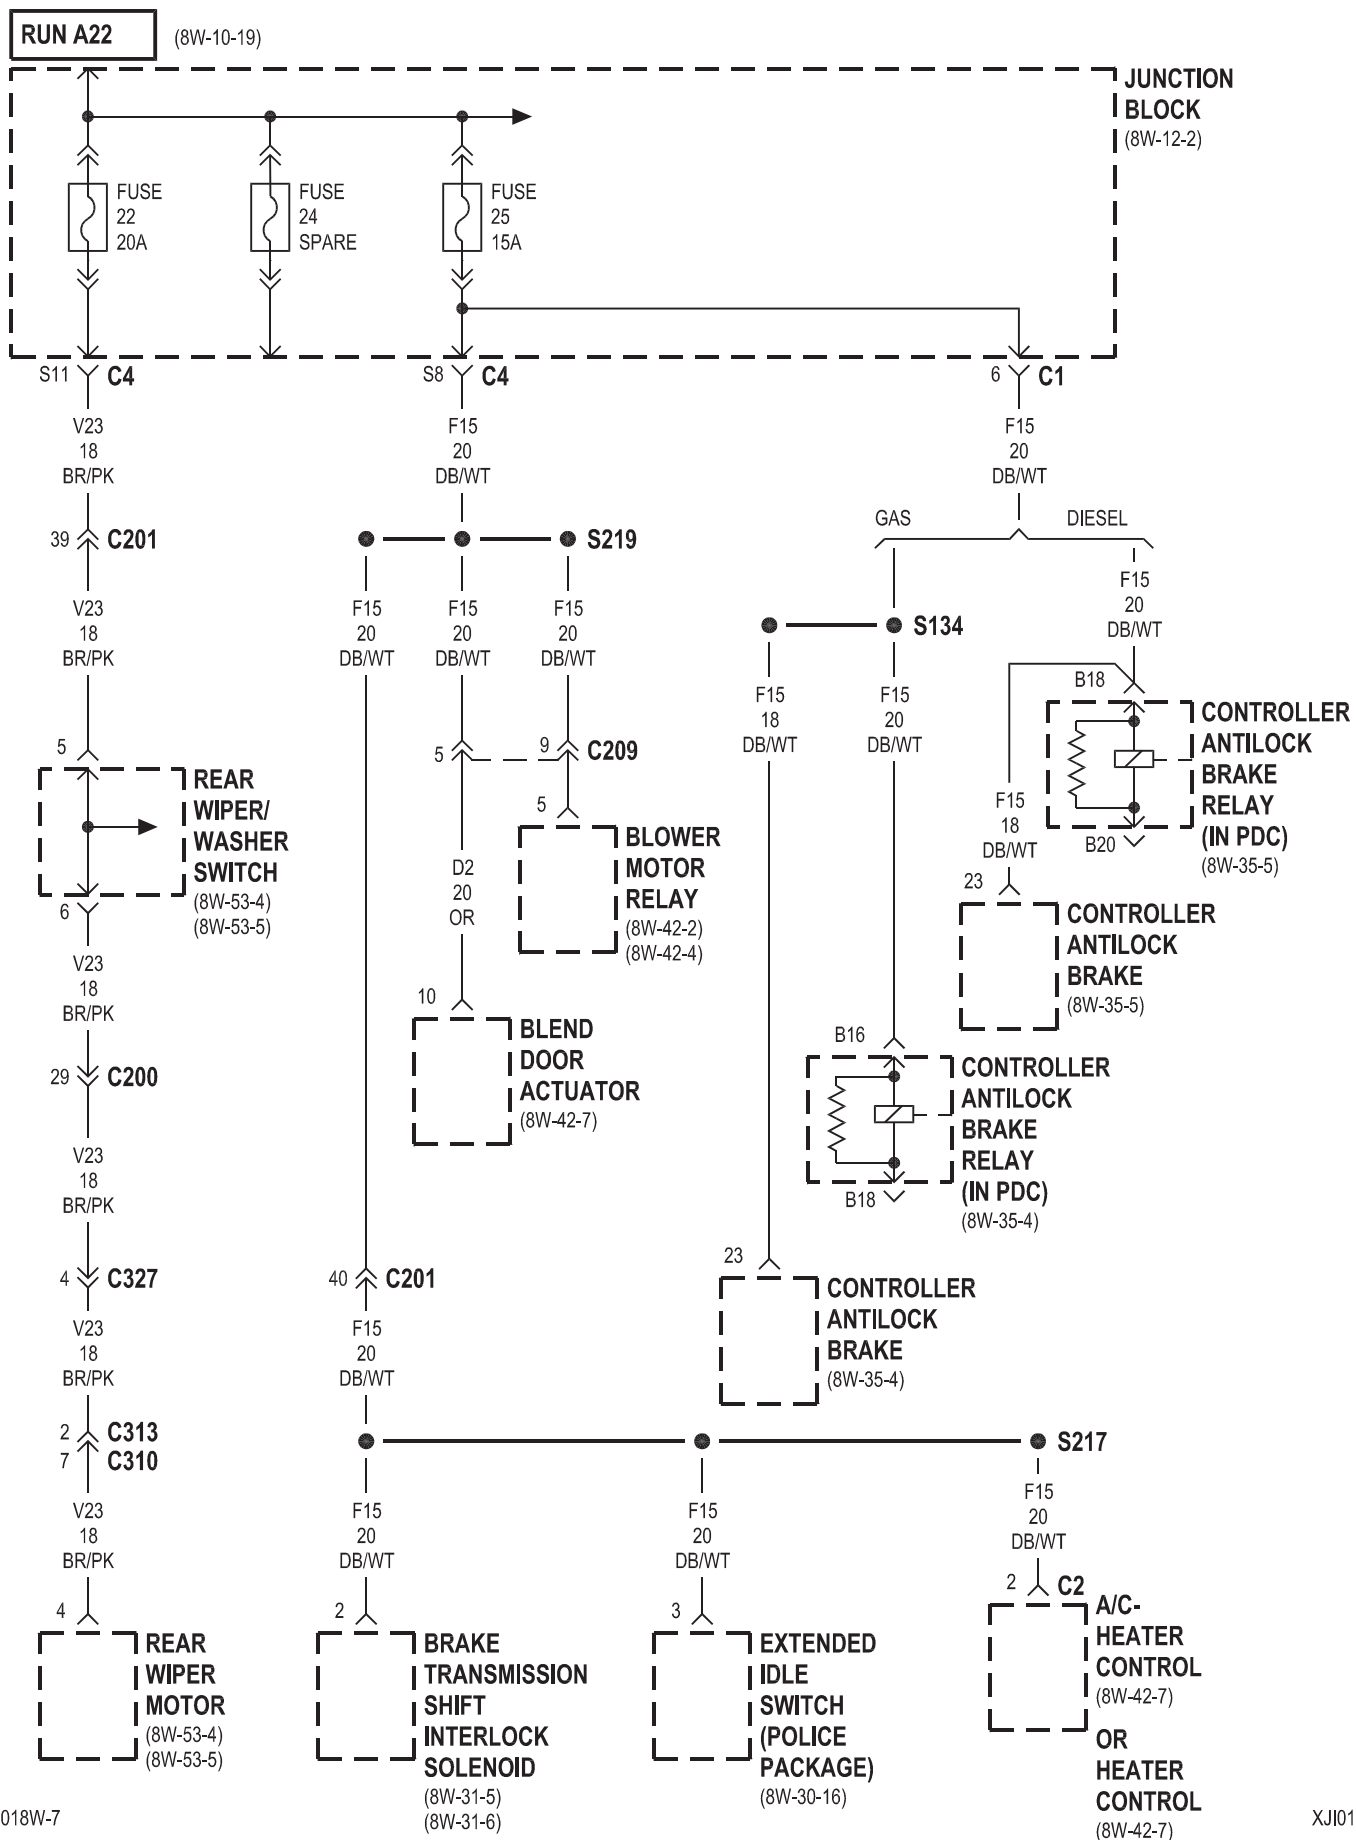 RUN A22
(8W-10-19)
JUNCTION
BLOCK
(8W-12-2)
FUSE
22
20A
FUSE
24
SPARE
FUSE
25
15A
S11
C4
S8
C4
6
C1
V23
18
BR/PK
F15
20
DB/WT
F15
20
DB/WT
GAS
DIESEL
39
C201
S219
F15
20
DB/WT
V23
18
BR/PK
F15
20
DB/WT
F15
20
DB/WT
F15
20
DB/WT
S134
F15
18
DB/WT
F15
20
DB/WT
B18
CONTROLLER
ANTILOCK
BRAKE
RELAY
(IN PDC)
(8W-35-5)
B20
5
REAR
WIPER/
WASHER
SWITCH
(8W-53-4)
(8W-53-5)
6
5
9
C209
5
BLOWER
MOTOR
RELAY
(8W-42-2)
(8W-42-4)
F15
18
DB/WT
23
CONTROLLER
ANTILOCK
BRAKE
(8W-35-5)
D2
20
OR
V23
18
BR/PK
10
BLEND
DOOR
ACTUATOR
(8W-42-7)
B16
CONTROLLER
ANTILOCK
BRAKE
RELAY
(IN PDC)
(8W-35-4)
B18
29
C200
V23
18
BR/PK
4
C327
40
C201
23
CONTROLLER
ANTILOCK
BRAKE
(8W-35-4)
V23
18
BR/PK
F15
20
DB/WT
2
C313
7
C310
S217
V23
18
BR/PK
F15
20
DB/WT
F15
20
DB/WT
F15
20
DB/WT
4
REAR
WIPER
MOTOR
(8W-53-4)
(8W-53-5)
2
BRAKE
TRANSMISSION
SHIFT
INTERLOCK
SOLENOID
(8W-31-5)
(8W-31-6)
3
EXTENDED
IDLE
SWITCH
(POLICE
PACKAGE)
(8W-30-16)
2
C2
A/C-
HEATER
CONTROL
(8W-42-7)
OR
HEATER
CONTROL
(8W-42-7)
018W-7
XJI01